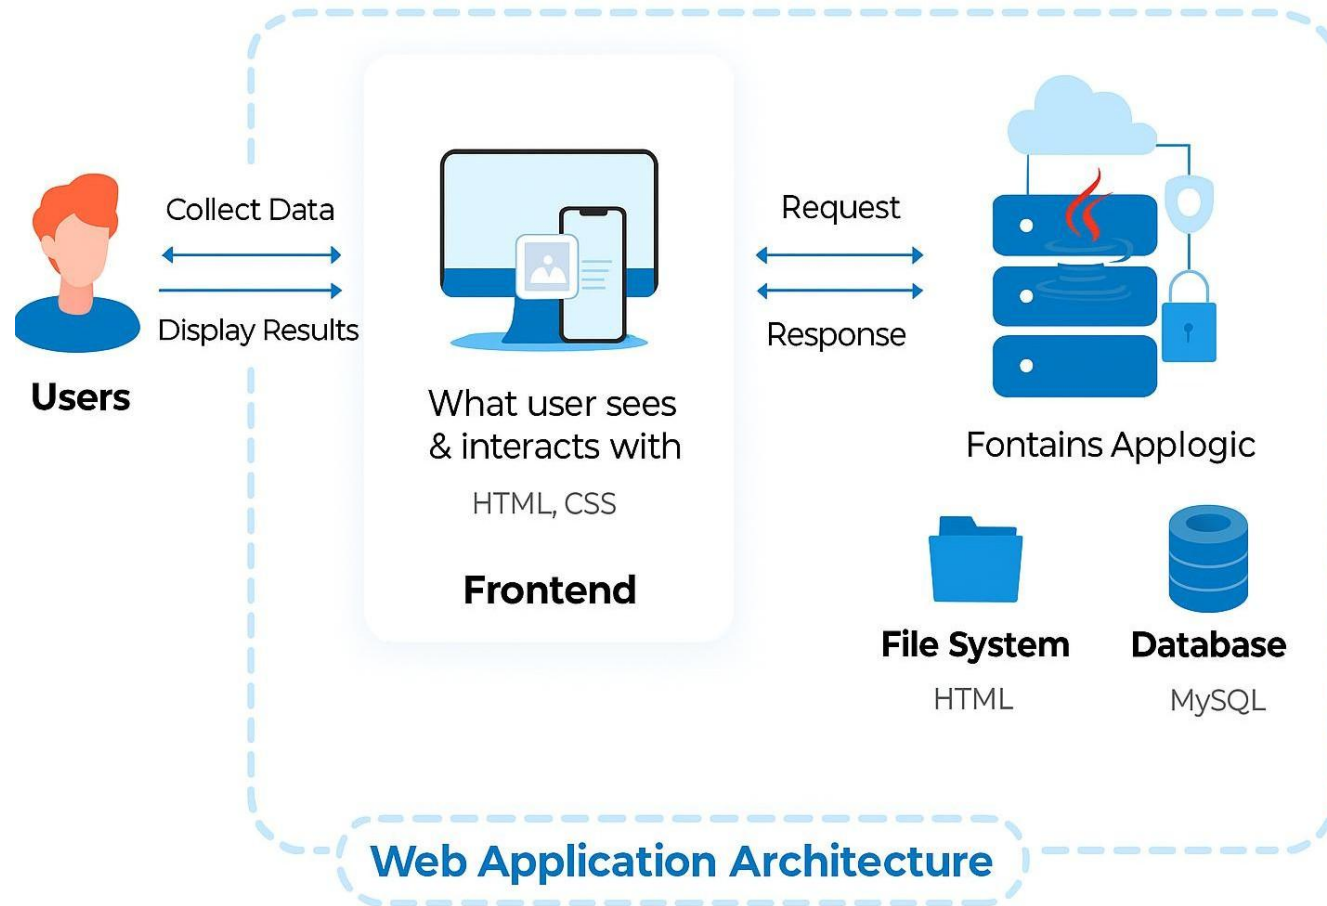 Collect Data
Display Results
Users
What user sees
& interacts with
HTML, CSS
Frontend
Request
Response
Fontains Applogic
File System
HTML
Database
MySQL
Web Application Architecture